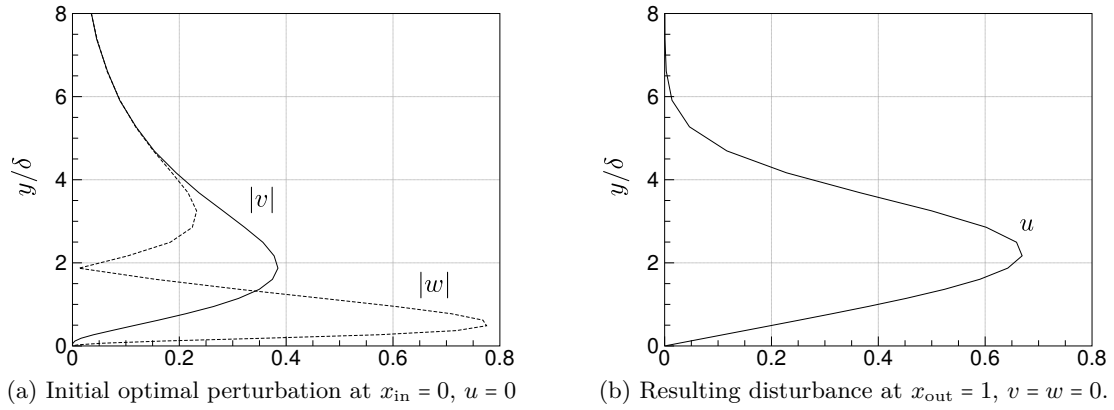 8
6
4
2
0
y/δ
0 0.2 0.4 0.6 0.8
|v|
|w|
(a) Initial optimal perturbation at x_in = 0, u = 0
8
6
4
2
0
y/δ
0 0.2 0.4 0.6 0.8
u
(b) Resulting disturbance at x_out = 1, v = w = 0.